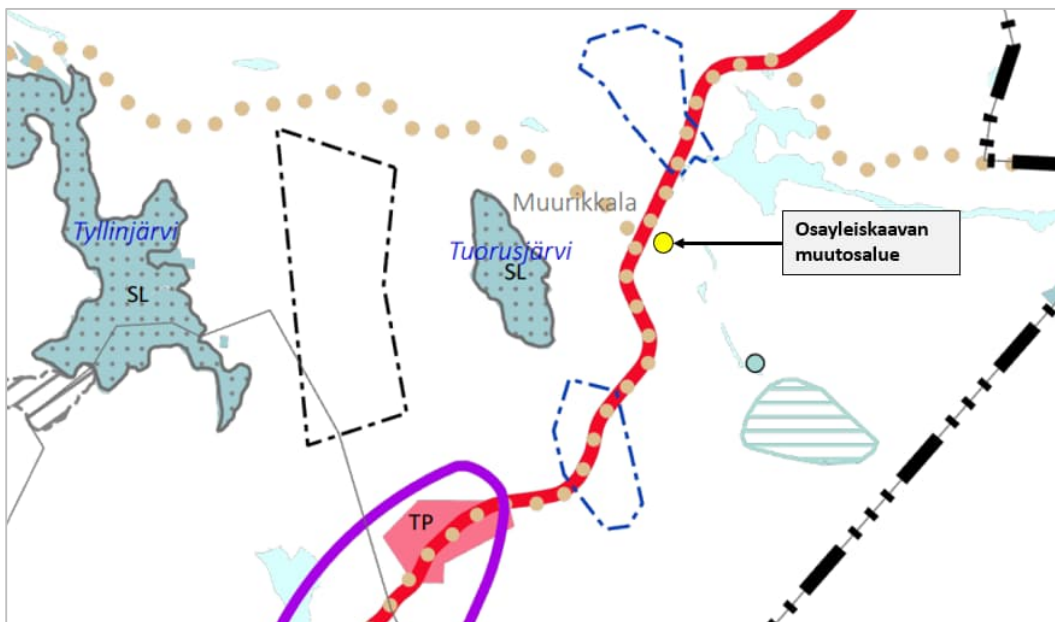 Muurikkala
Tyllinjärvi
Tuorusjärvi
SL
SL
Osayleiskaavan
muutosalue
TP